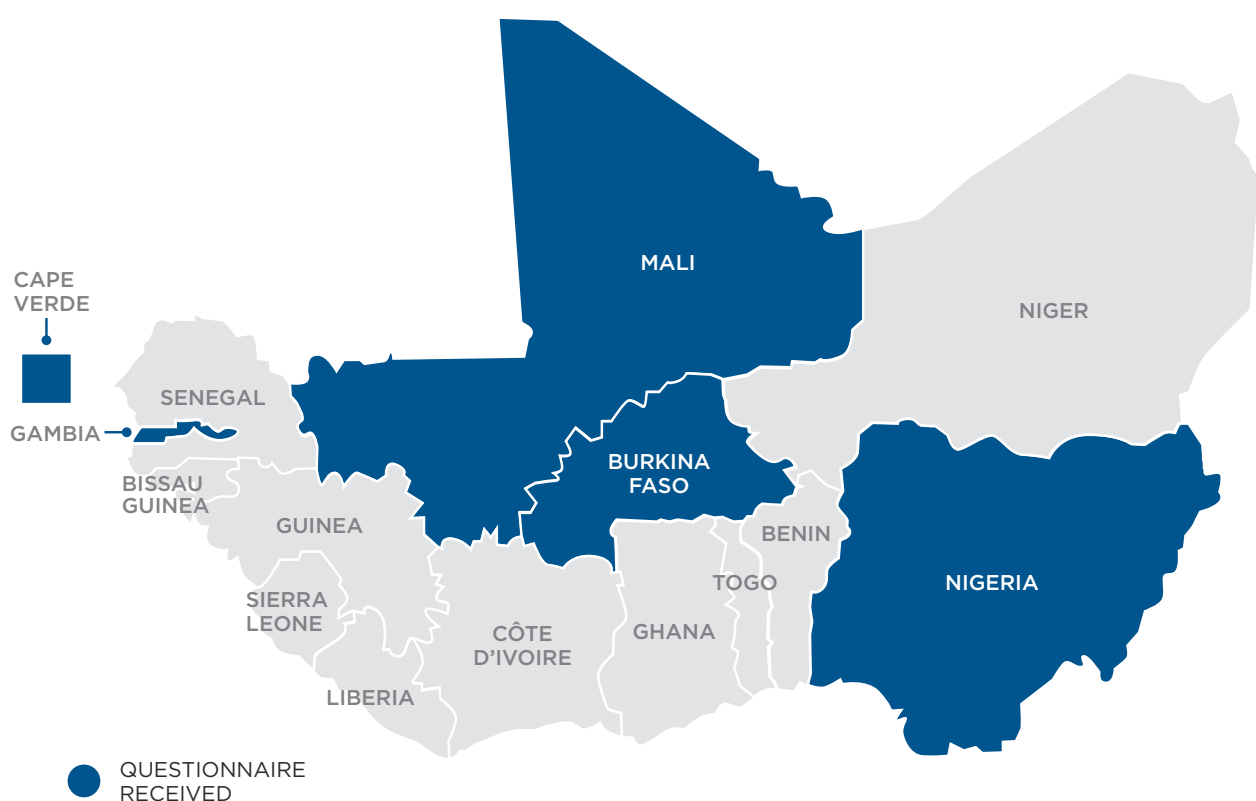 MALI
CAPE
VERDE
NIGER
SENEGAL
GAMBIA
BURKINA
FASO
BISSAU
GUINEA
GUINEA
BENIN
TOGO
NIGERIA
SIERRA
LEONE
CÔTE
D'IVOIRE
GHANA
LIBERIA
QUESTIONNAIRE
RECEIVED